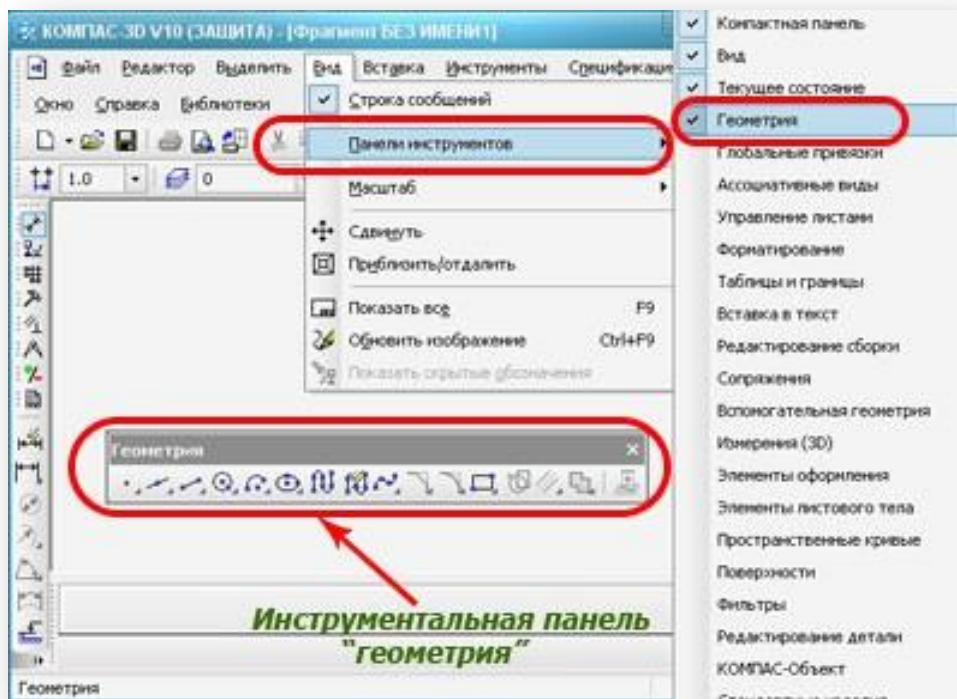 КОМПАС-3D V10 (ЗАЩИТА) - [Фрагмент БЕЗ ИМЕНИ1]
Файл Редактор Выделить Вид Вставка Инструменты Спецификаци
Окно Справка Библиотеки
1.0 0
Строка сообщений
Панели инструментов
Масштаб
Сдвинуть
Приблизить/отдалить
Показать все F9
Обновить изображение Ctrl+F9
Показать скрытые обозначения
Компактная панель
Вид
Текущее состояние
Геометрия
Глобальные привязки
Ассоциативные виды
Управление листами
Форматирование
Таблицы и границы
Вставка в текст
Редактирование сборки
Сопряжения
Вспомогательная геометрия
Измерения (3D)
Элементы оформления
Элементы листового тела
Пространственные кривые
Поверхности
Фильтры
Редактирование детали
КОМПАС-Объект
Геометрия
Инструментальная панель
"геометрия"
Геометрия